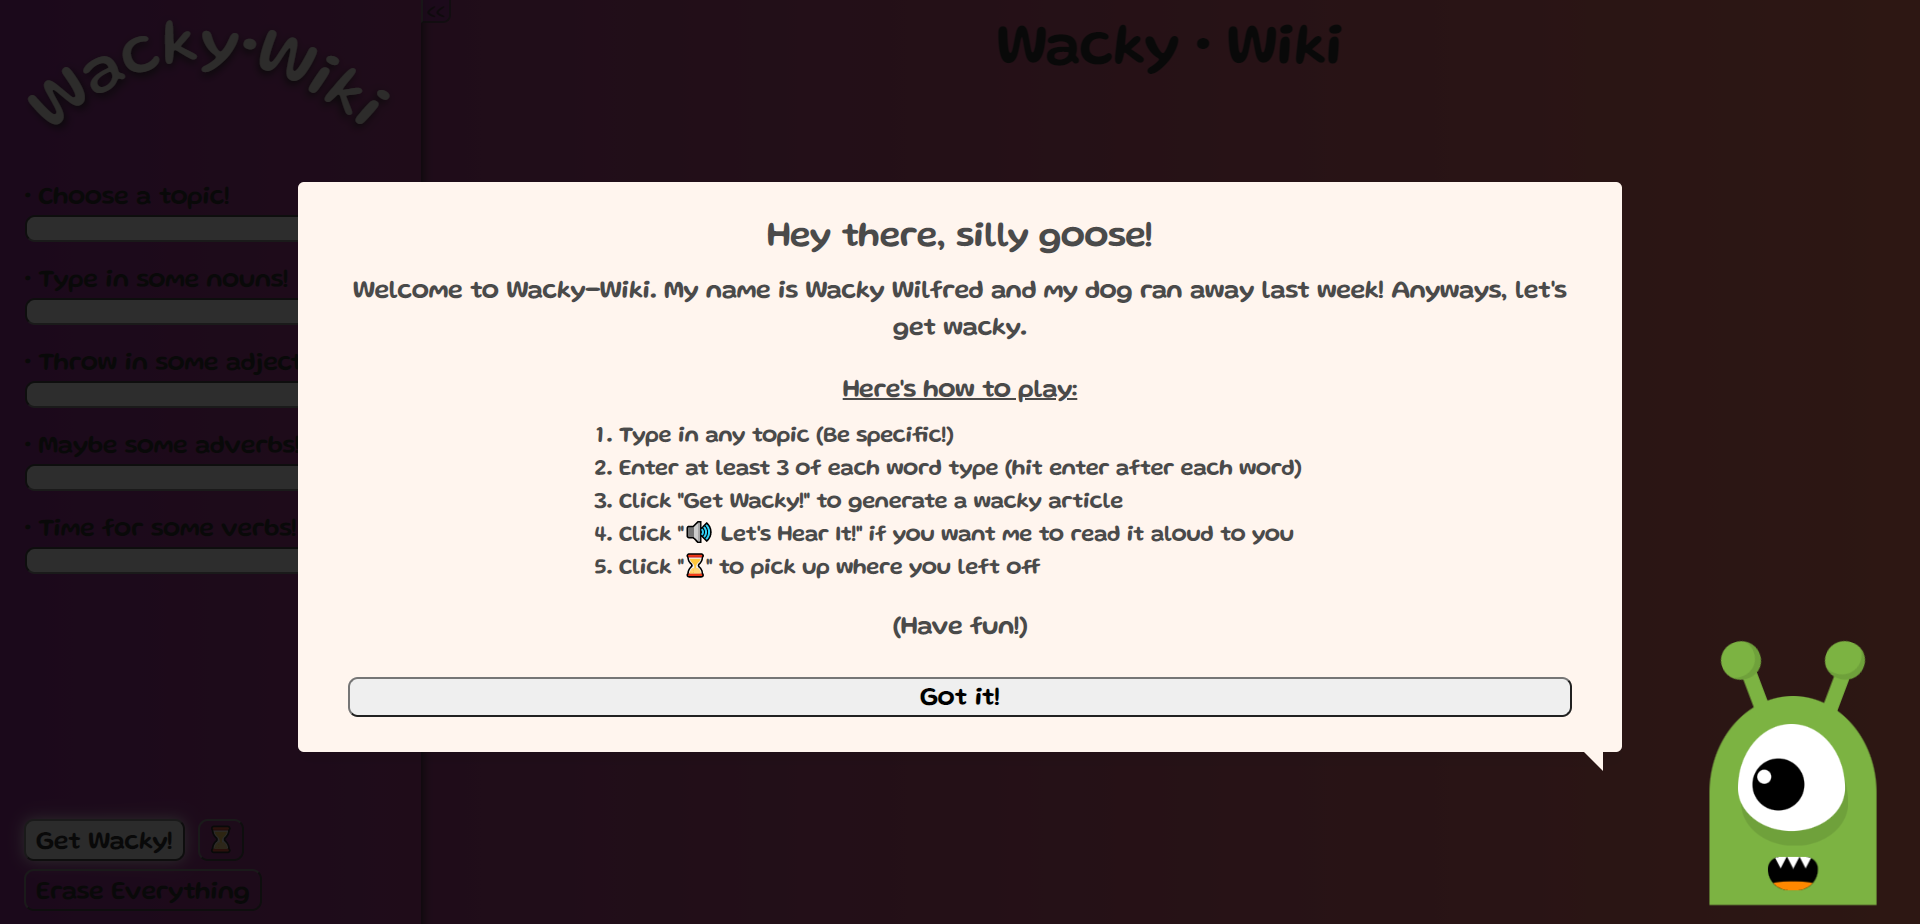 Wacky·Wiki
<<
Wacky · Wiki
· Choose a topic!
· Type in some nouns!
· Throw in some adject
· Maybe some adverbs!
· Time for some verbs!
Hey there, silly goose!
Welcome to Wacky-Wiki. My name is Wacky Wilfred and my dog ran away last week! Anyways, let's
get wacky.
Here's how to play:
1. Type in any topic (Be specific!)
2. Enter at least 3 of each word type (hit enter after each word)
3. Click "Get Wacky!" to generate a wacky article
4. Click "🔊 Let's Hear It!" if you want me to read it aloud to you
5. Click "⏳" to pick up where you left off
(Have fun!)
Got it!
Get Wacky! ⏳
Erase Everything